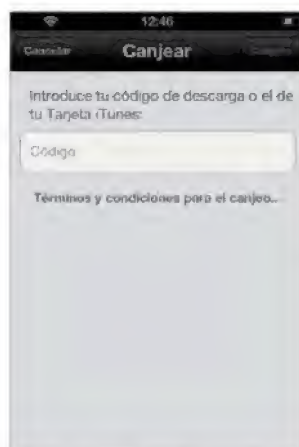 12:46
Cancelar Canjear
Introduce tu código de descarga o el de
tu Tarjeta iTunes:
Código
Términos y condiciones para el canjeo...